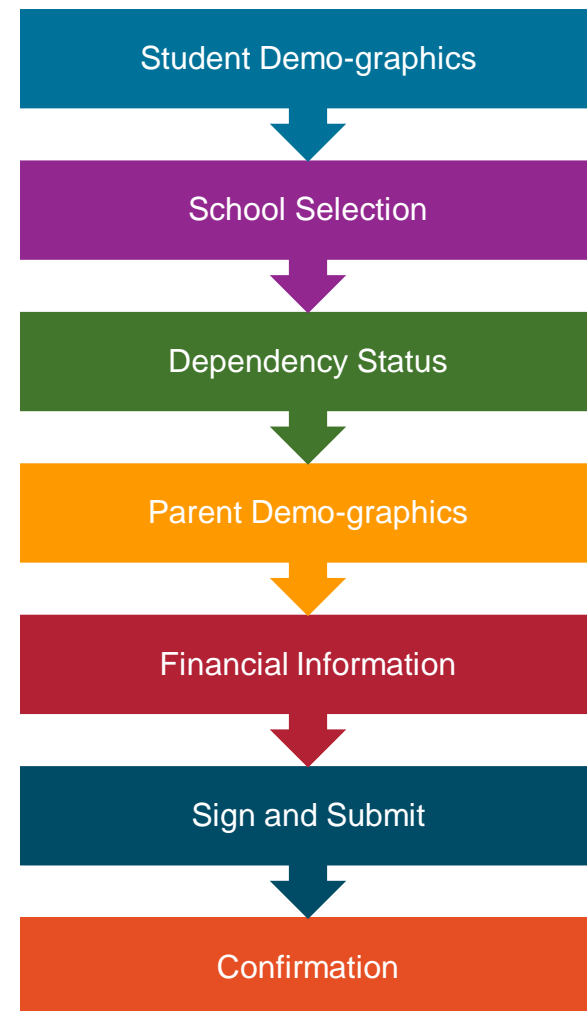 Student Demo-graphics
School Selection
Dependency Status
Parent Demo-graphics
Financial Information
Sign and Submit
Confirmation